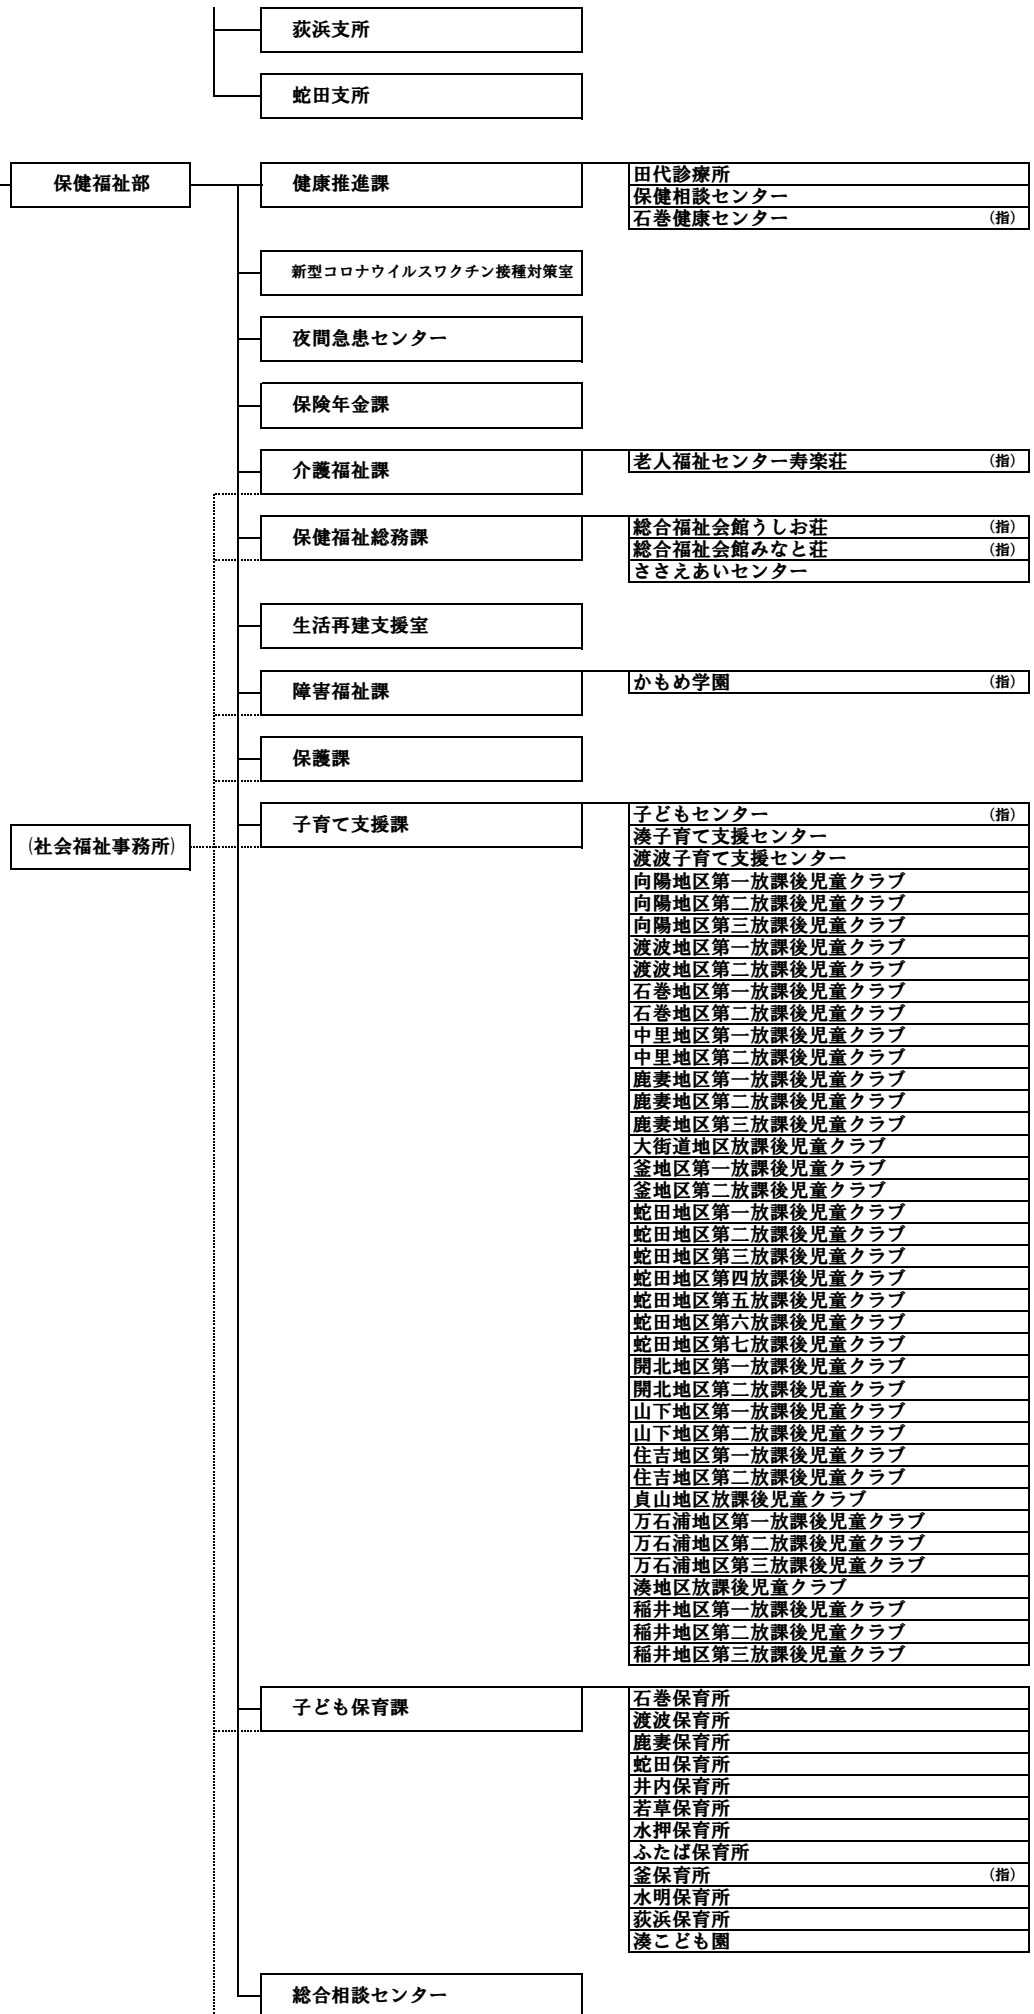 荻浜支所
蛇田支所
保健福祉部
健康推進課
田代診療所
保健相談センター
石巻健康センター (指)
新型コロナウイルスワクチン接種対策室
夜間急患センター
保険年金課
介護福祉課
老人福祉センター寿楽荘 (指)
保健福祉総務課
総合福祉会館うしお荘 (指)
総合福祉会館みなと荘 (指)
ささえあいセンター
生活再建支援室
障害福祉課
かもめ学園 (指)
保護課
(社会福祉事務所)
子育て支援課
子どもセンター (指)
湊子育て支援センター
渡波子育て支援センター
向陽地区第一放課後児童クラブ
向陽地区第二放課後児童クラブ
向陽地区第三放課後児童クラブ
渡波地区第一放課後児童クラブ
渡波地区第二放課後児童クラブ
石巻地区第一放課後児童クラブ
石巻地区第二放課後児童クラブ
中里地区第一放課後児童クラブ
中里地区第二放課後児童クラブ
鹿妻地区第一放課後児童クラブ
鹿妻地区第二放課後児童クラブ
鹿妻地区第三放課後児童クラブ
大街道地区放課後児童クラブ
釜地区第一放課後児童クラブ
釜地区第二放課後児童クラブ
蛇田地区第一放課後児童クラブ
蛇田地区第二放課後児童クラブ
蛇田地区第三放課後児童クラブ
蛇田地区第四放課後児童クラブ
蛇田地区第五放課後児童クラブ
蛇田地区第六放課後児童クラブ
蛇田地区第七放課後児童クラブ
開北地区第一放課後児童クラブ
開北地区第二放課後児童クラブ
山下地区第一放課後児童クラブ
山下地区第二放課後児童クラブ
住吉地区第一放課後児童クラブ
住吉地区第二放課後児童クラブ
貞山地区放課後児童クラブ
万石浦地区第一放課後児童クラブ
万石浦地区第二放課後児童クラブ
万石浦地区第三放課後児童クラブ
湊地区放課後児童クラブ
稲井地区第一放課後児童クラブ
稲井地区第二放課後児童クラブ
稲井地区第三放課後児童クラブ
子ども保育課
石巻保育所
渡波保育所
鹿妻保育所
蛇田保育所
井内保育所
若草保育所
水押保育所
ふたば保育所
釜保育所 (指)
水明保育所
荻浜保育所
湊こども園
総合相談センター